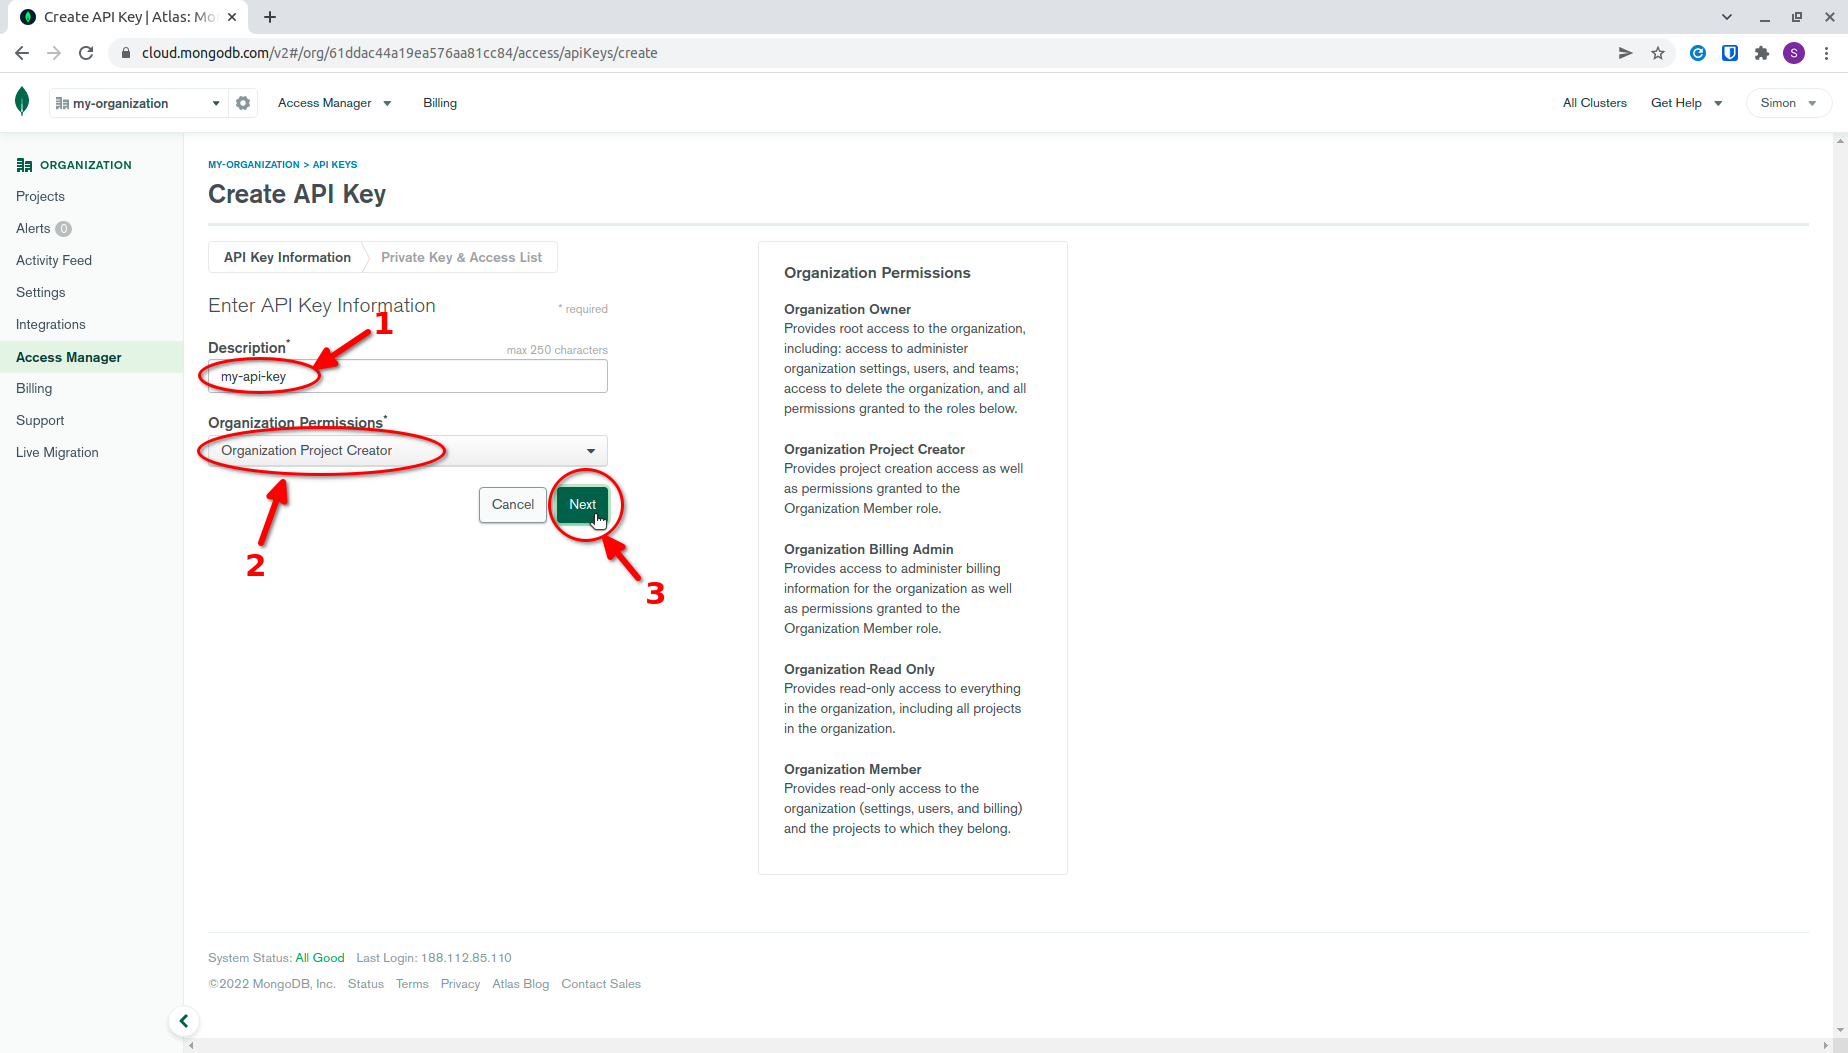 Create API Key | Atlas: Mo
cloud.mongodb.com/v2#/org/61ddac44a19ea576aa81cc84/access/apiKeys/create
S
my-organization
Access Manager
Billing
All Clusters
Get Help
Simon
ORGANIZATION
Projects
Alerts 0
Activity Feed
Settings
Integrations
Access Manager
Billing
Support
Live Migration
MY-ORGANIZATION > API KEYS
Create API Key
API Key Information
Private Key & Access List
Enter API Key Information
* required
1
Description*
max 250 characters
my-api-key
Organization Permissions*
Organization Project Creator
Cancel
Next
2
3
Organization Permissions
Organization Owner
Provides root access to the organization,
including: access to administer
organization settings, users, and teams;
access to delete the organization, and all
permissions granted to the roles below.
Organization Project Creator
Provides project creation access as well
as permissions granted to the
Organization Member role.
Organization Billing Admin
Provides access to administer billing
information for the organization as well
as permissions granted to the
Organization Member role.
Organization Read Only
Provides read-only access to everything
in the organization, including all projects
in the organization.
Organization Member
Provides read-only access to the
organization (settings, users, and billing)
and the projects to which they belong.
System Status: All Good Last Login: 188.112.85.110
©2022 MongoDB, Inc. Status Terms Privacy Atlas Blog Contact Sales